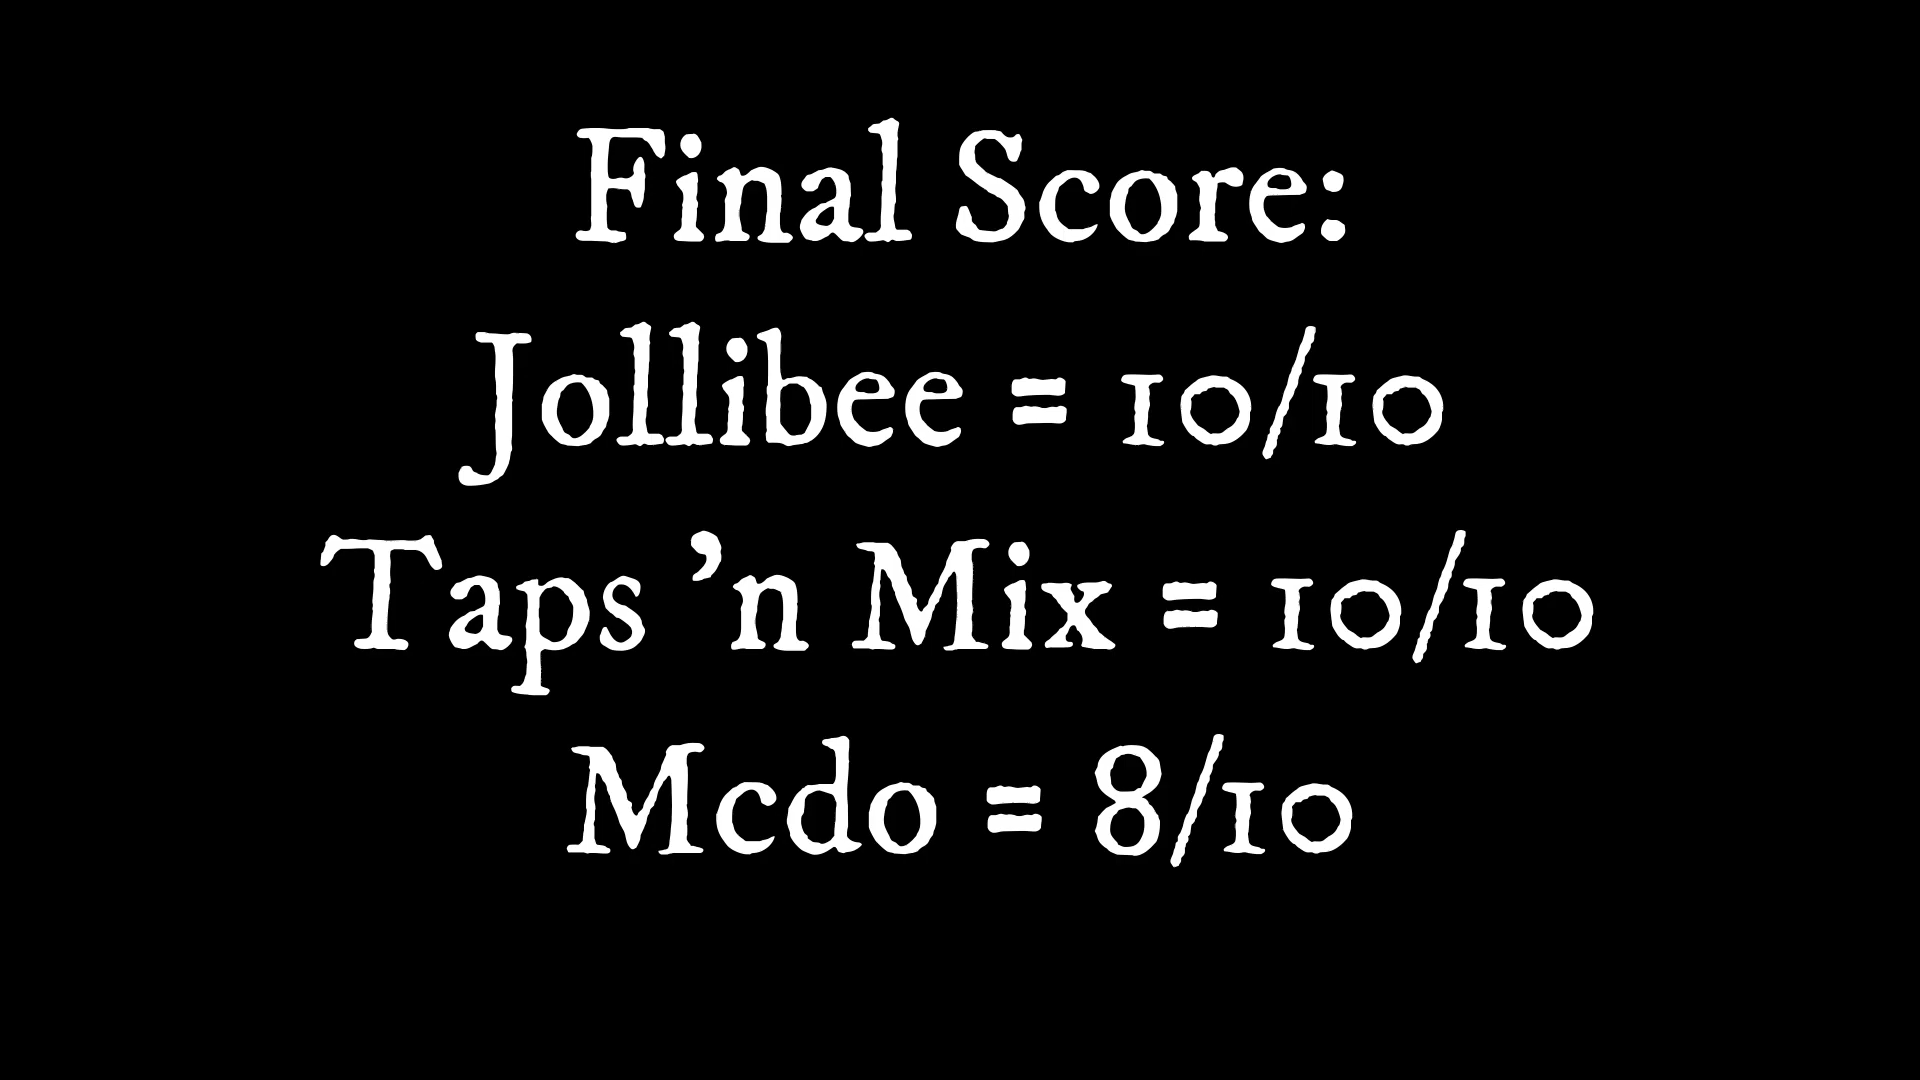 Final Score:
Jollibee = 10/10
Taps ’n Mix = 10/10
Mcdo = 8/10